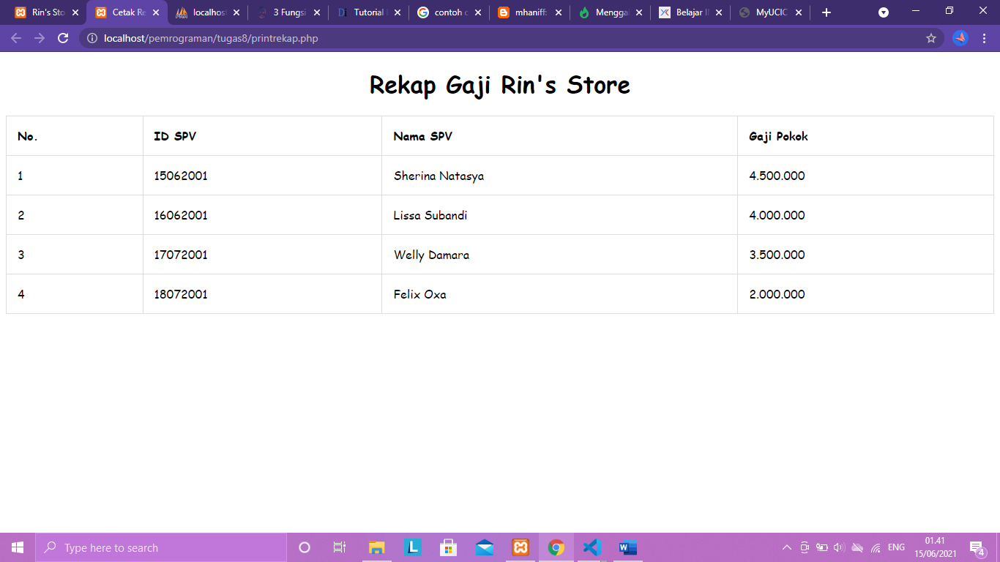 Rin's Sto
Cetak Re
localhost
3 Fungsi
Tutorial
contoh
mhaniff
Mengga
Belajar
MyUCIC
localhost/pemrograman/tugas8/printrekap.php
Rekap Gaji Rin's Store
No. ID SPV Nama SPV Gaji Pokok
1 15062001 Sherina Natasya 4.500.000
2 16062001 Lissa Subandi 4.000.000
3 17072001 Welly Damara 3.500.000
4 18072001 Felix Oxa 2.000.000
Type here to search
ENG
01.41
15/06/2021
4